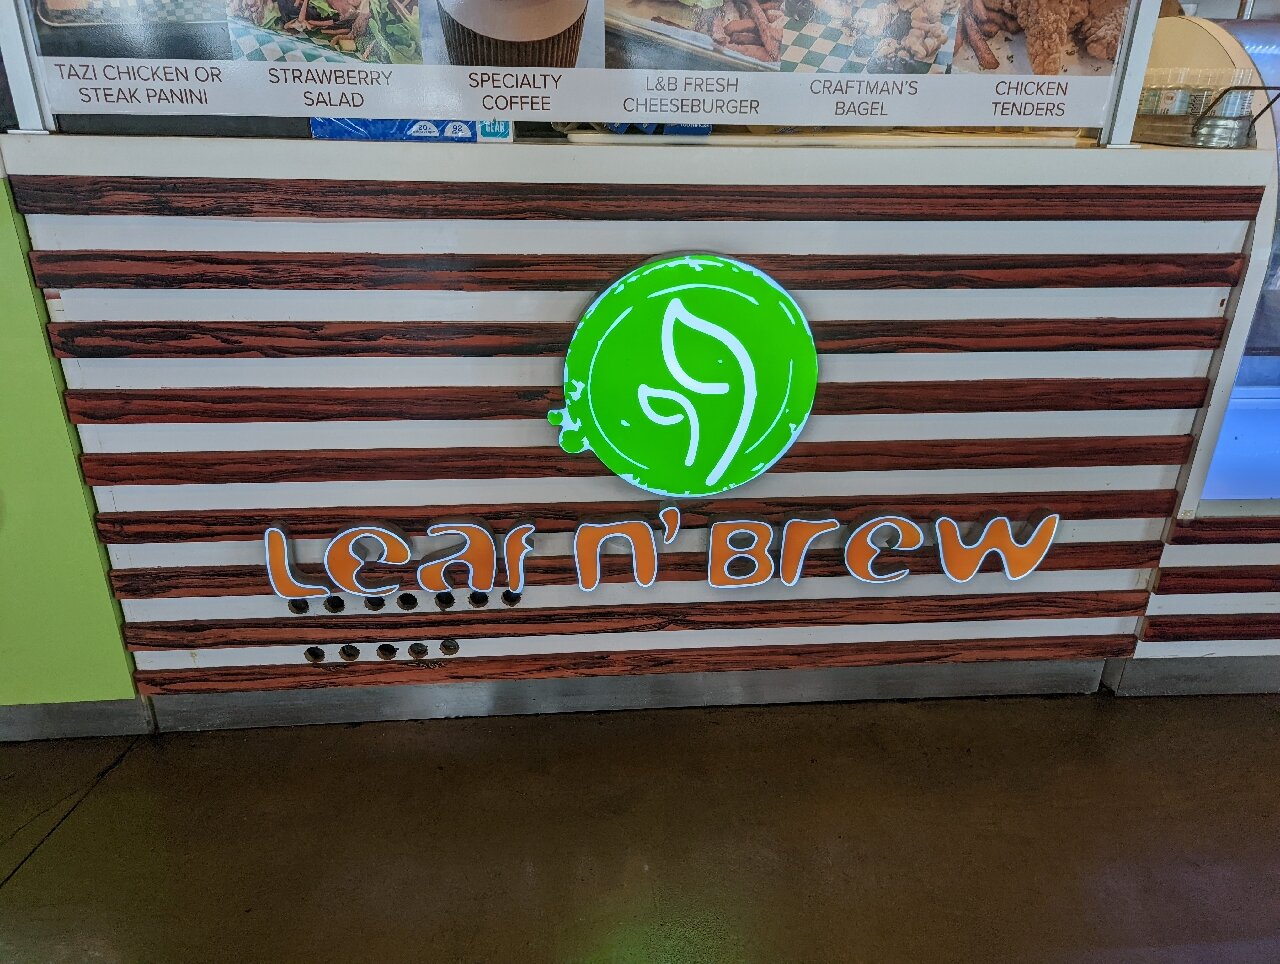 TAZI CHICKEN OR
STEAK PANINI
STRAWBERRY
SALAD
SPECIALTY
COFFEE
L&B FRESH
CHEESEBURGER
CRAFTMAN'S
BAGEL
CHICKEN
TENDERS
Leaf n' Brew